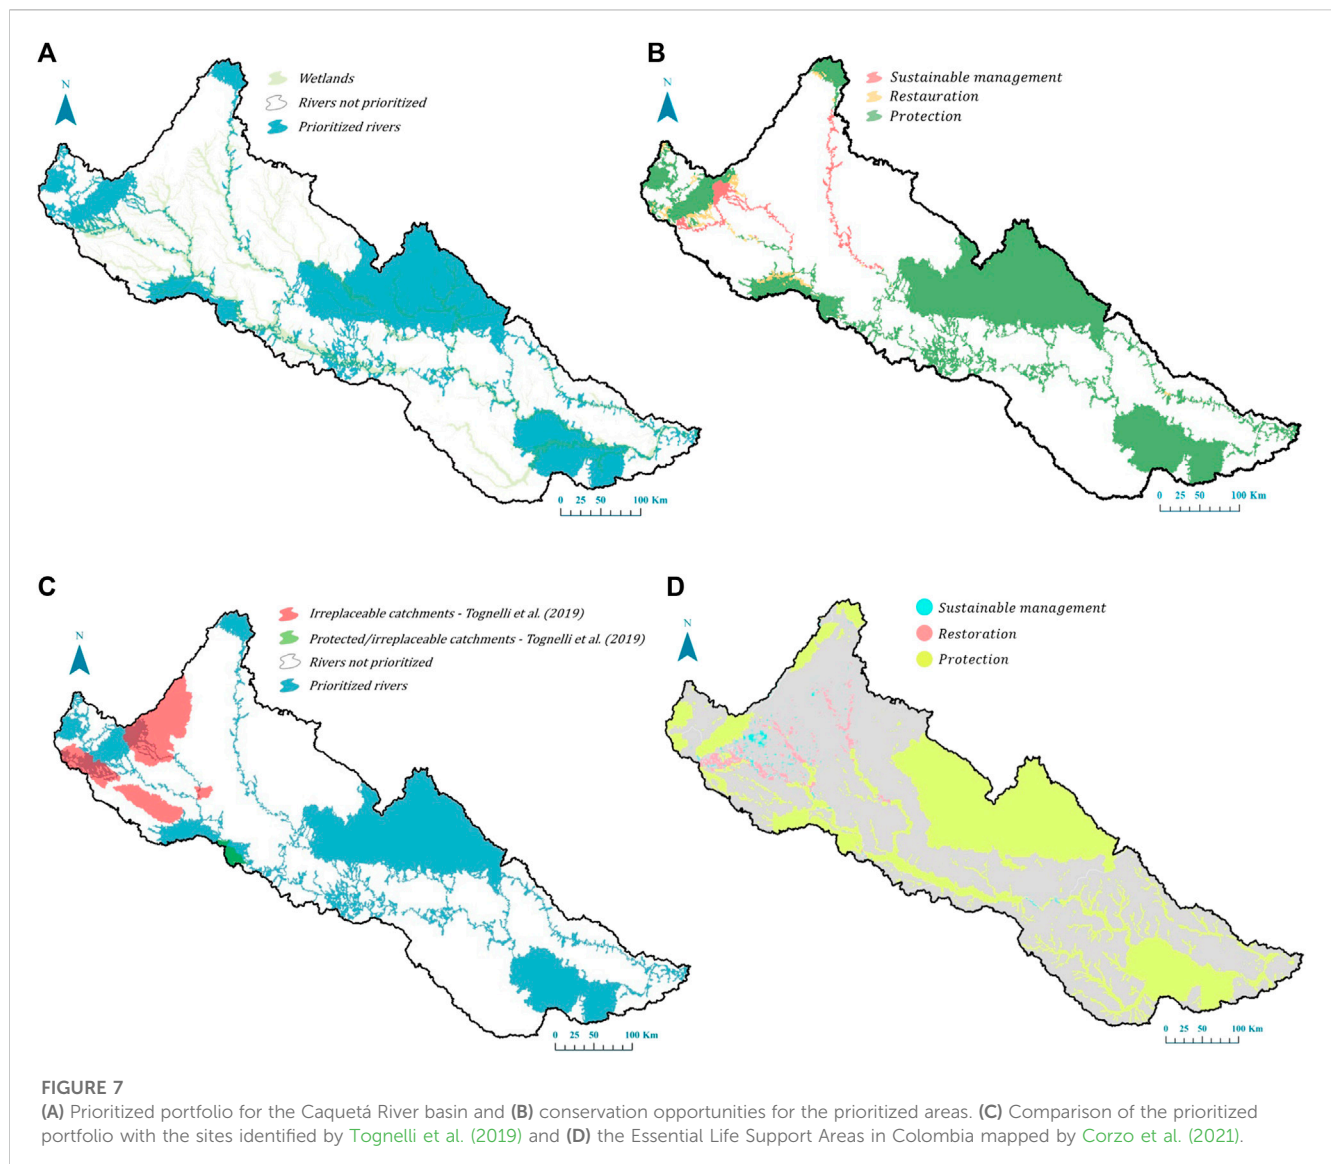 A
N
Wetlands
Rivers not prioritized
Prioritized rivers
0 25 50 100 Km
B
N
Sustainable management
Restauration
Protection
0 25 50 100 Km
C
N
Irreplaceable catchments - Tognelli et al. (2019)
Protected/irreplaceable catchments - Tognelli et al. (2019)
Rivers not prioritized
Prioritized rivers
0 25 50 100 Km
D
N
Sustainable management
Restoration
Protection
0 25 50 100 Km
FIGURE 7
(A) Prioritized portfolio for the Caquetá River basin and (B) conservation opportunities for the prioritized areas. (C) Comparison of the prioritized
portfolio with the sites identified by Tognelli et al. (2019) and (D) the Essential Life Support Areas in Colombia mapped by Corzo et al. (2021).